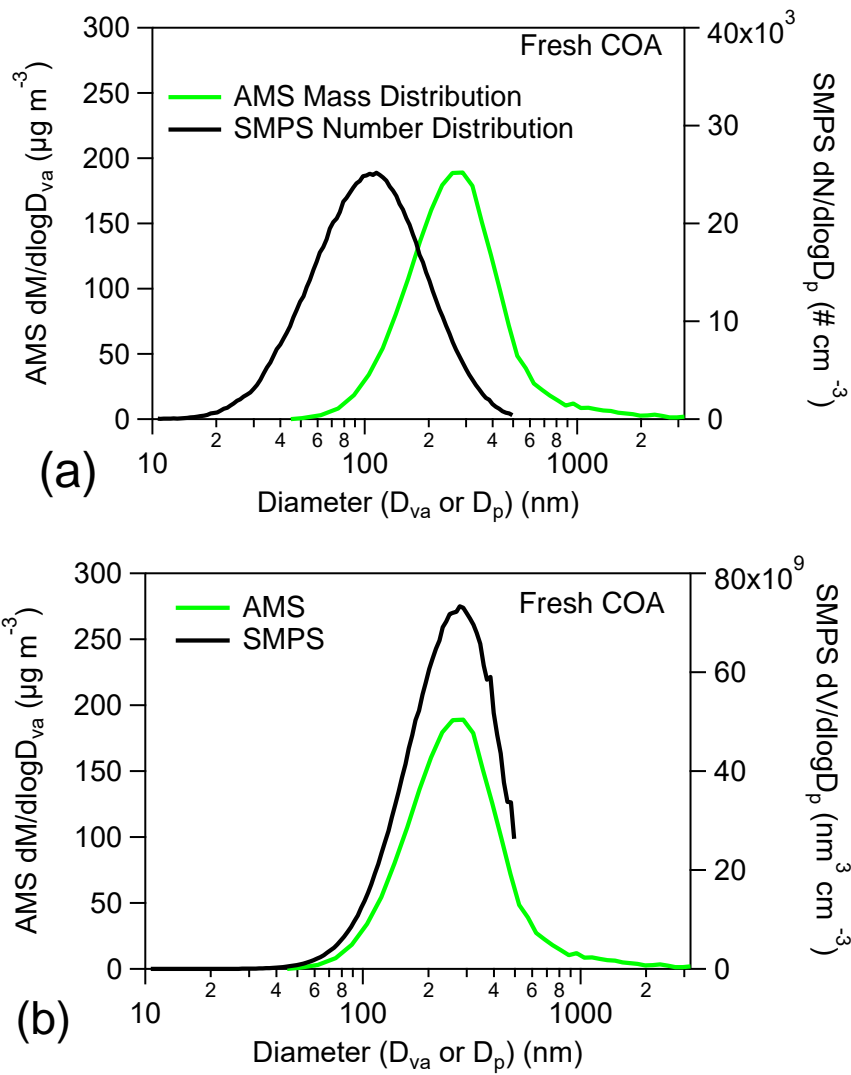 Fresh COA
AMS Mass Distribution
SMPS Number Distribution
AMS dM/dlogD_va (µg m^-3)
300
250
200
150
100
50
0
40x10^3
30
20
10
0
SMPS dN/dlogD_p (# cm^-3)
10 2 4 6 8 100 2 4 6 8 1000 2
Diameter (D_va or D_p) (nm)
(a)
Fresh COA
AMS
SMPS
AMS dM/dlogD_va (µg m^-3)
300
250
200
150
100
50
0
80x10^9
60
40
20
0
SMPS dV/dlogD_p (nm^3 cm^-3)
10 2 4 6 8 100 2 4 6 8 1000 2
Diameter (D_va or D_p) (nm)
(b)